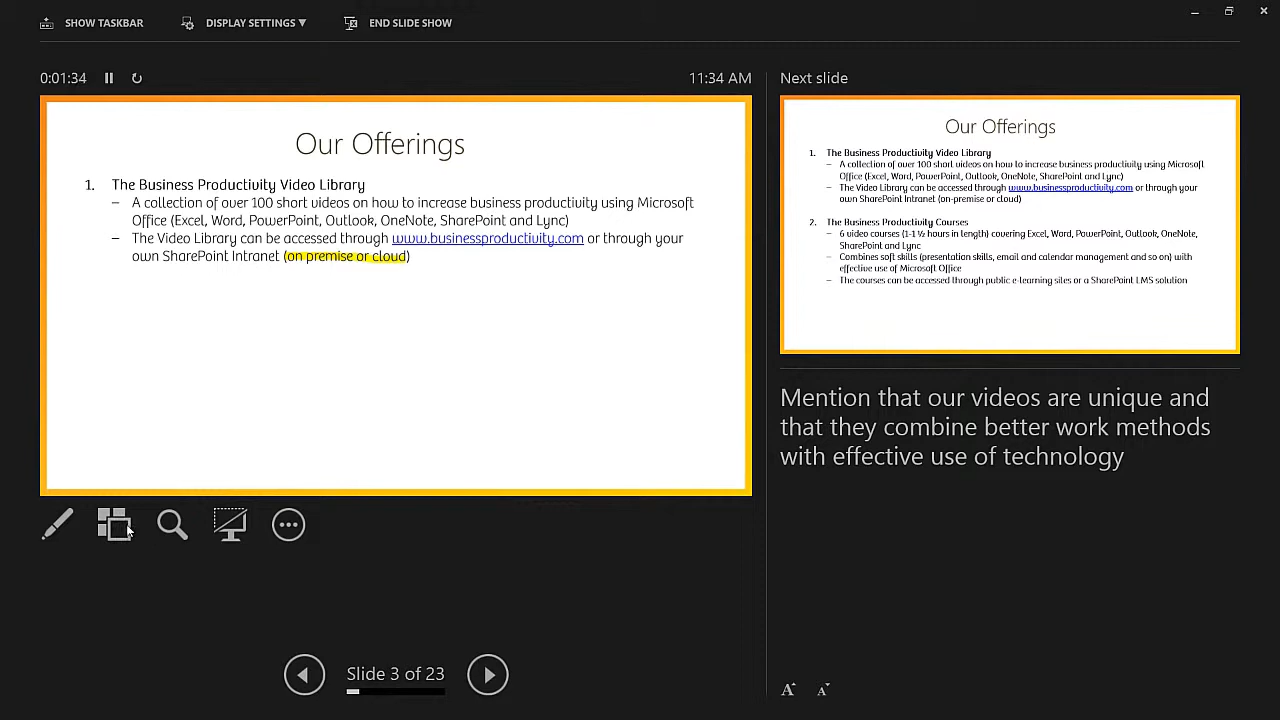 SHOW TASKBAR
DISPLAY SETTINGS ▼
END SLIDE SHOW
0:01:34
11:34 AM
Our Offerings
1. The Business Productivity Video Library
– A collection of over 100 short videos on how to increase business productivity using Microsoft
Office (Excel, Word, PowerPoint, Outlook, OneNote, SharePoint and Lync)
– The Video Library can be accessed through www.businessproductivity.com or through your
own SharePoint Intranet (on premise or cloud)
Slide 3 of 23
Next slide
Our Offerings
1. The Business Productivity Video Library
– A collection of over 100 short videos on how to increase business productivity using Microsoft
Office (Excel, Word, PowerPoint, Outlook, OneNote, SharePoint and Lync)
– The Video Library can be accessed through www.businessproductivity.com or through your
own SharePoint Intranet (on-premise or cloud)
2. The Business Productivity Courses
– 6 video courses (1-1 ½ hours in length) covering Excel, Word, PowerPoint, Outlook, OneNote,
SharePoint and Lync
– Combines soft skills (presentation skills, email and calendar management and so on) with
effective use of Microsoft Office
– The courses can be accessed through public e-learning sites or a SharePoint LMS solution
Mention that our videos are unique and
that they combine better work methods
with effective use of technology
A A